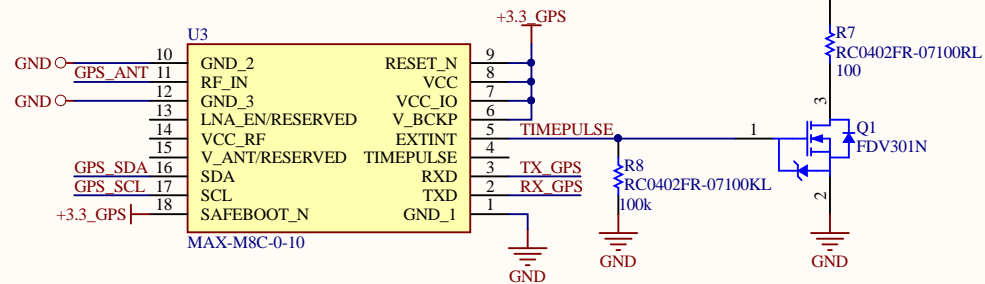 +3.3_GPS
U3
R7
RC0402FR-07100RL
100
GND
10
GND_2
RESET_N
9
GPS_ANT
11
RF_IN
VCC
8
GND
12
GND_3
VCC_IO
7
13
LNA_EN/RESERVED
V_BCKP
6
14
VCC_RF
EXTINT
5
TIMEPULSE
15
V_ANT/RESERVED
TIMEPULSE
4
GPS_SDA
16
SDA
RXD
3
TX_GPS
GPS_SCL
17
SCL
TXD
2
RX_GPS
+3.3_GPS
18
SAFEBOOT_N
GND_1
1
MAX-M8C-0-10
GND
R8
RC0402FR-07100KL
100k
GND
1
3
Q1
FDV301N
2
GND